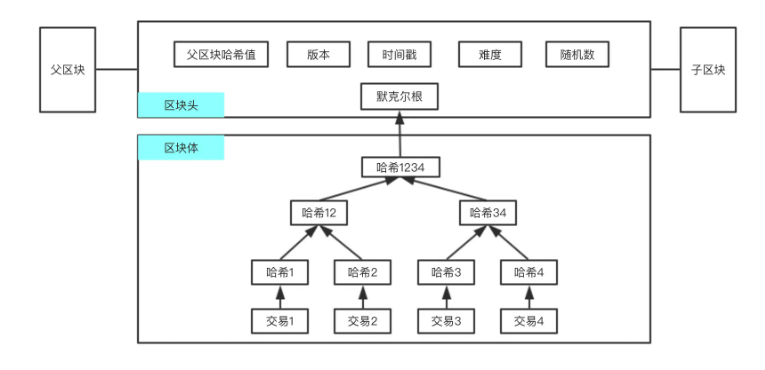 父区块哈希值 版本 时间戳 难度 随机数
父区块
子区块
默克尔根
区块头
区块体
哈希1234
哈希12 哈希34
哈希1 哈希2 哈希3 哈希4
交易1 交易2 交易3 交易4